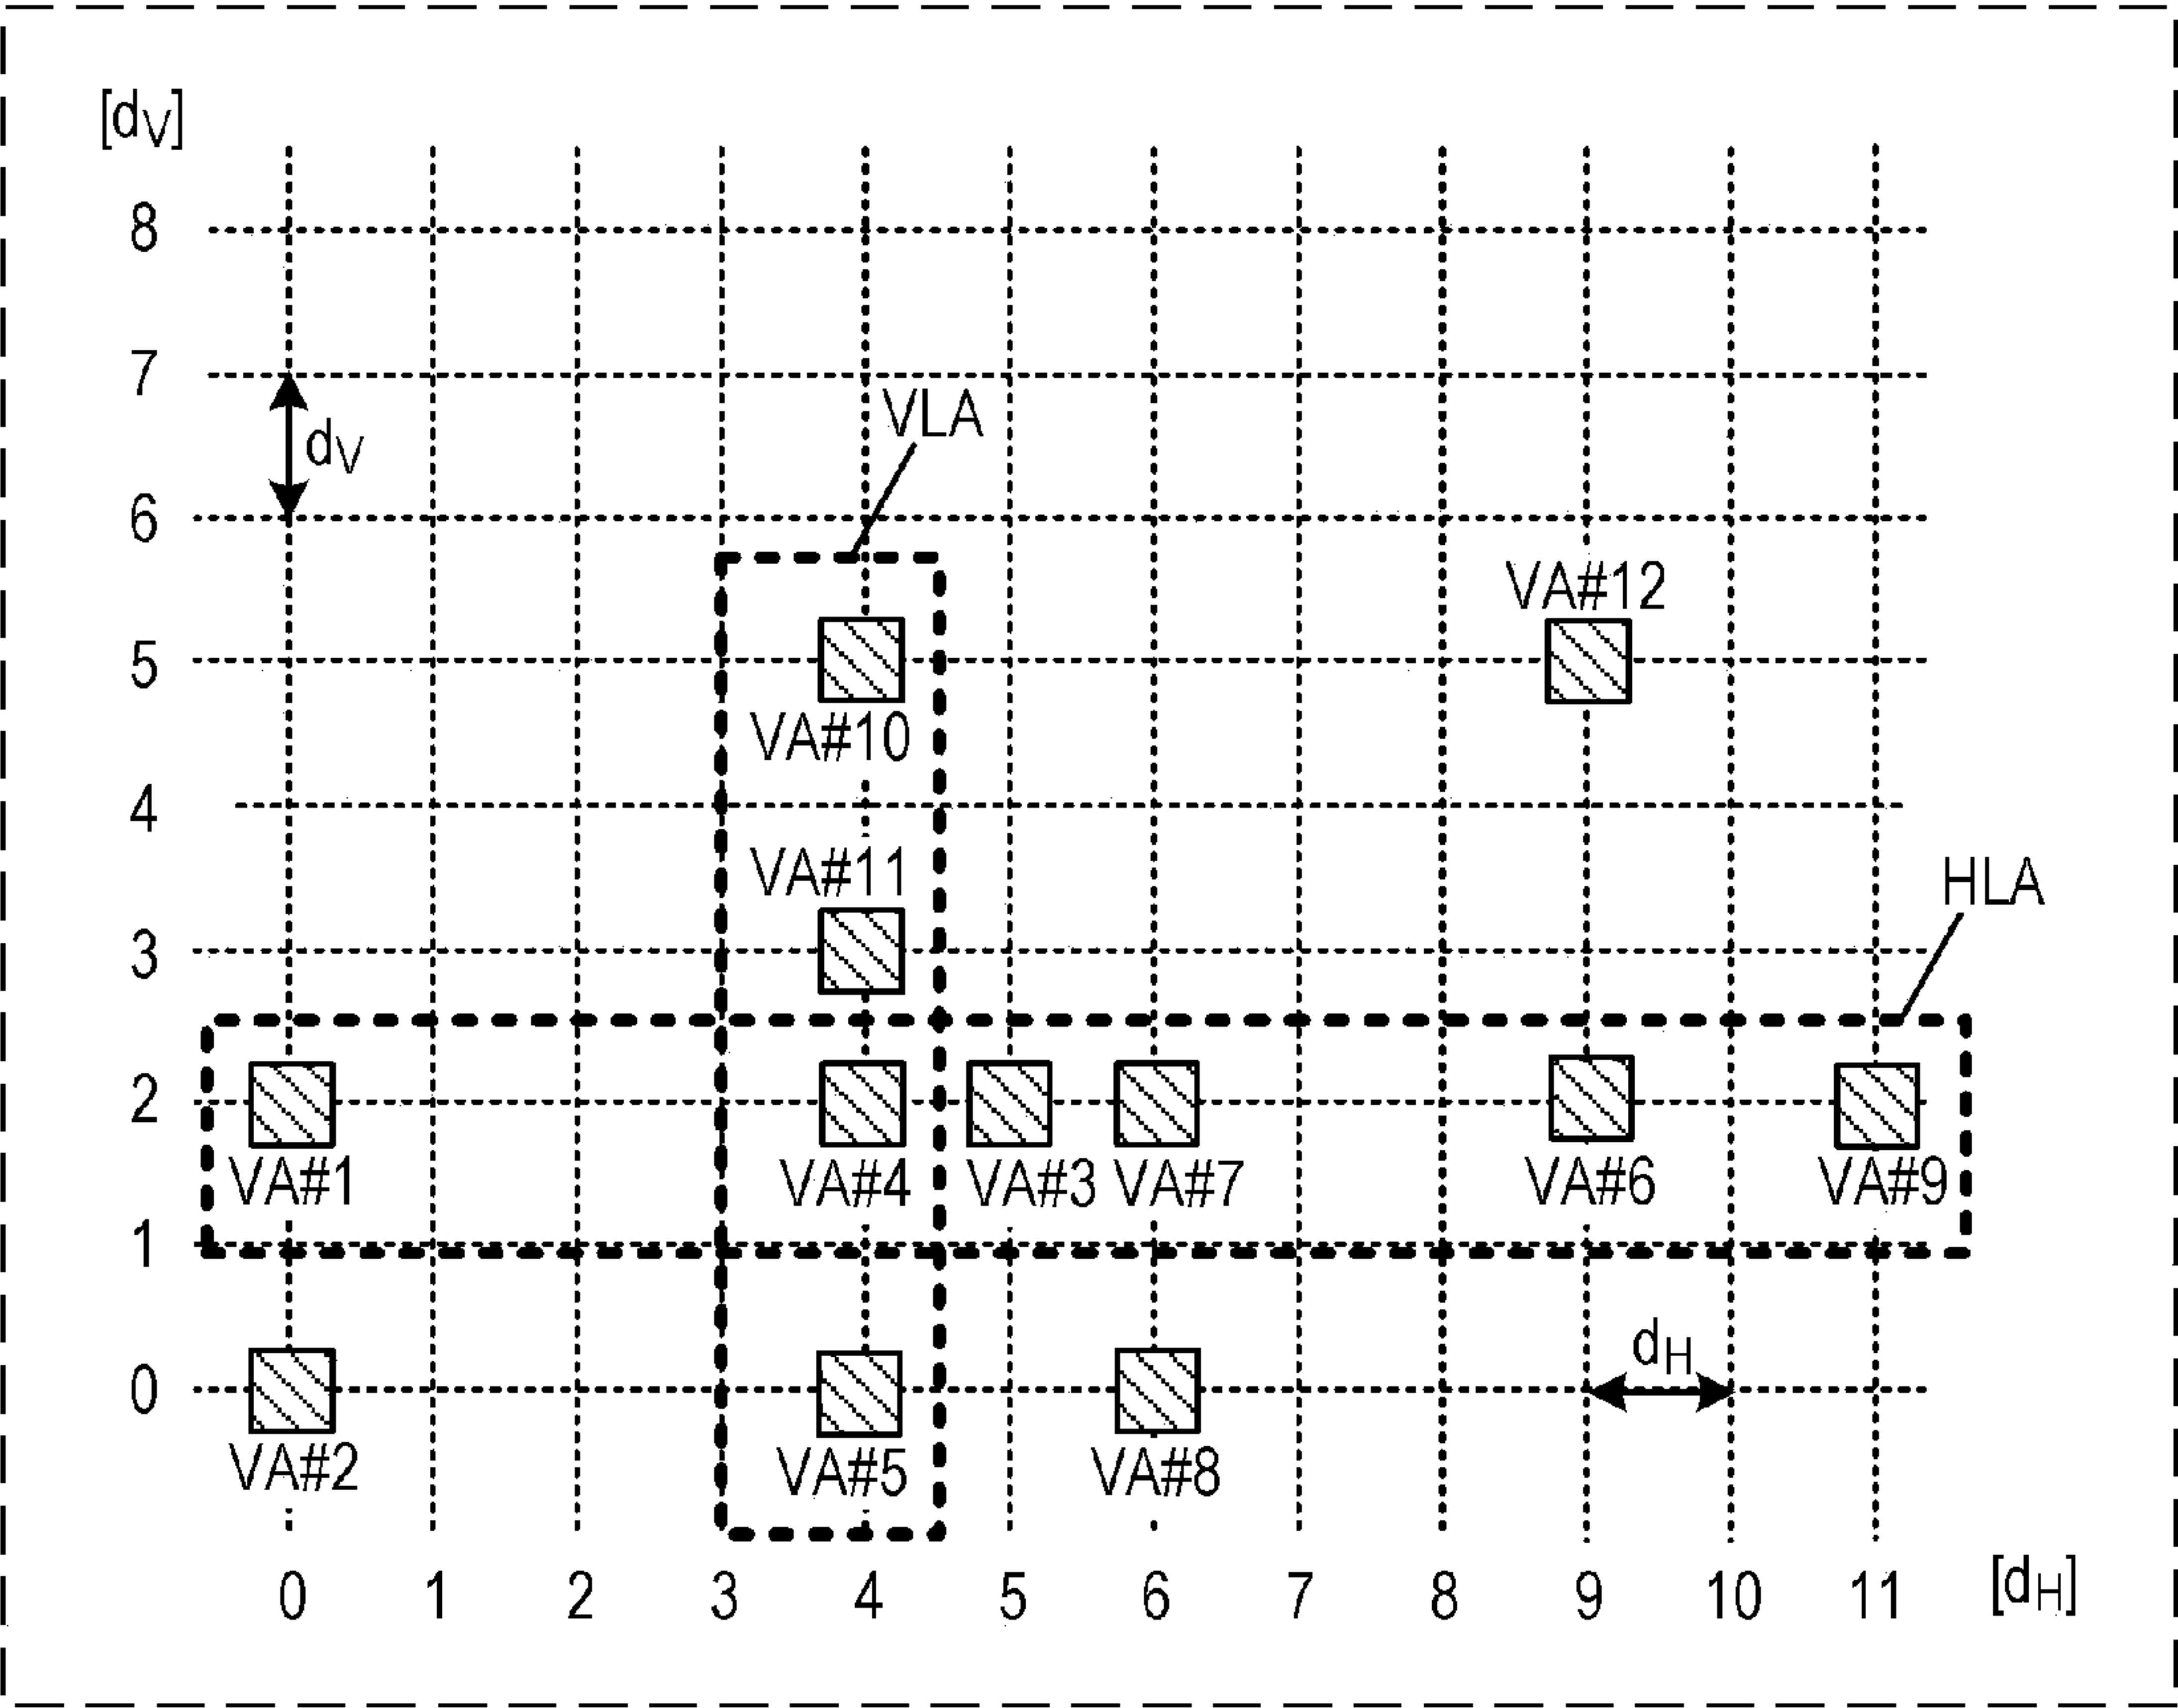 [dV]
8
7
VLA
dV
6
VA#12
5
VA#10
4
VA#11
HLA
3
2
VA#1 VA#4 VA#3 VA#7 VA#6 VA#9
1
dH
0
VA#2 VA#5 VA#8
0 1 2 3 4 5 6 7 8 9 10 11 [dH]